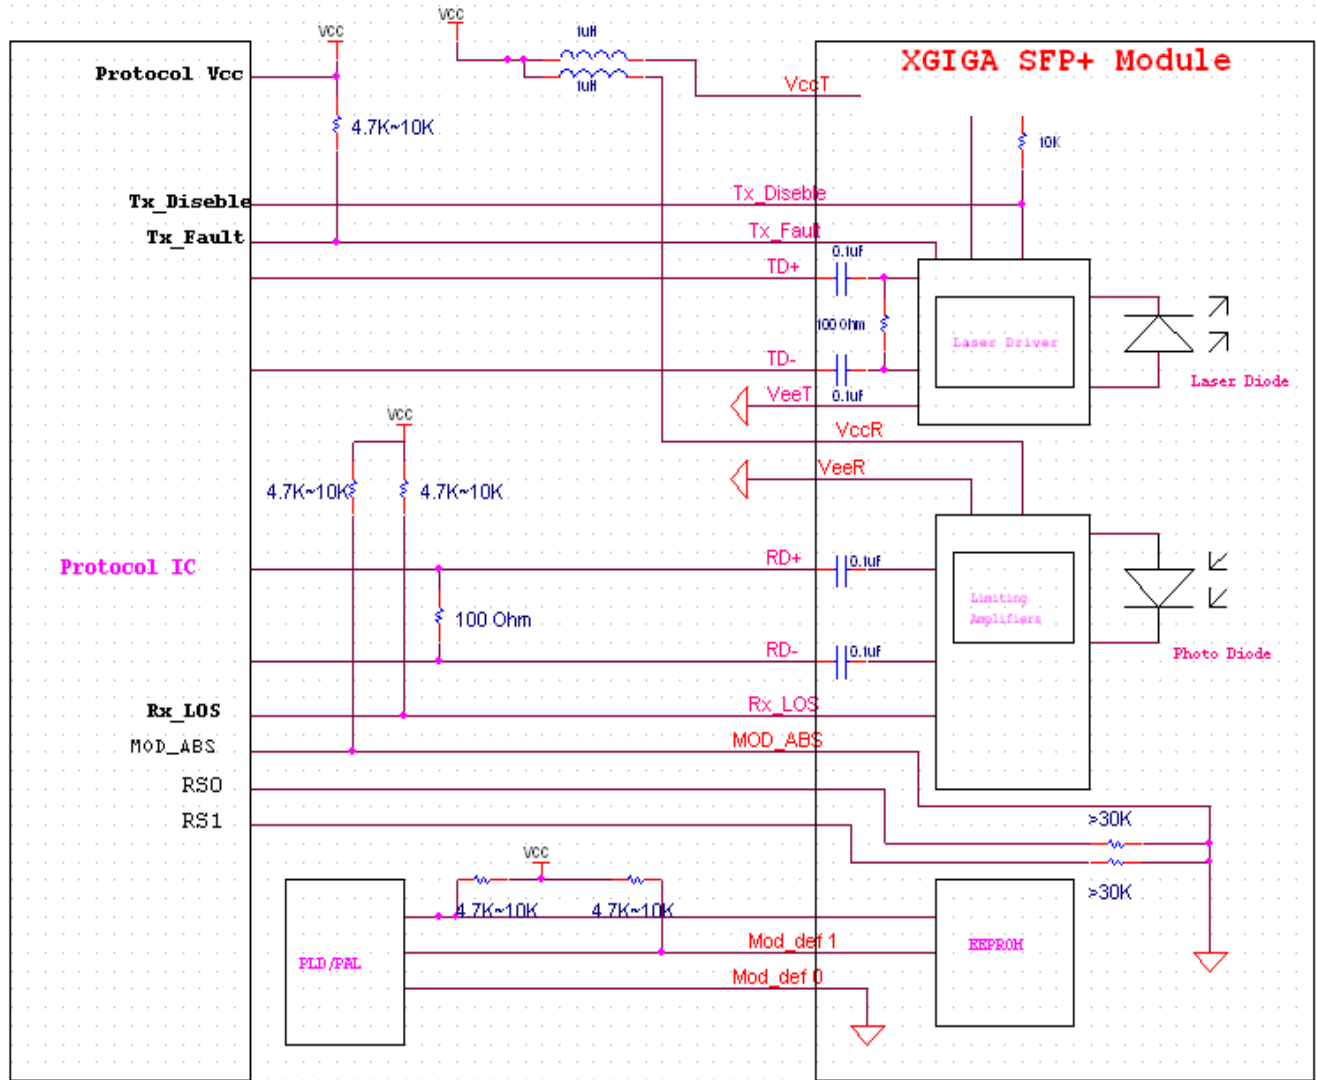 VCC
VCC
1uH
1uH
XGIGA SFP+ Module
Protocol Vcc
VccT
4.7K~10K
10K
Tx_Diseble
Tx_Diseble
Tx_Fault
Tx_Fault
0.1uF
TD+
100 Ohm
Laser Driver
TD-
Laser Diode
VeeT
0.1uF
VCC
VccR
VeeR
4.7K~10K
4.7K~10K
Protocol IC
RD+
0.1uF
Limiting
Amplifiers
100 Ohm
RD-
0.1uF
Photo Diode
Rx_LOS
Rx_LOS
MOD_ABS
MOD_ABS
RS0
RS1
>30K
VCC
>30K
4.7K~10K
4.7K~10K
Mod_def 1
EEPROM
PLD/PAL
Mod_def 0